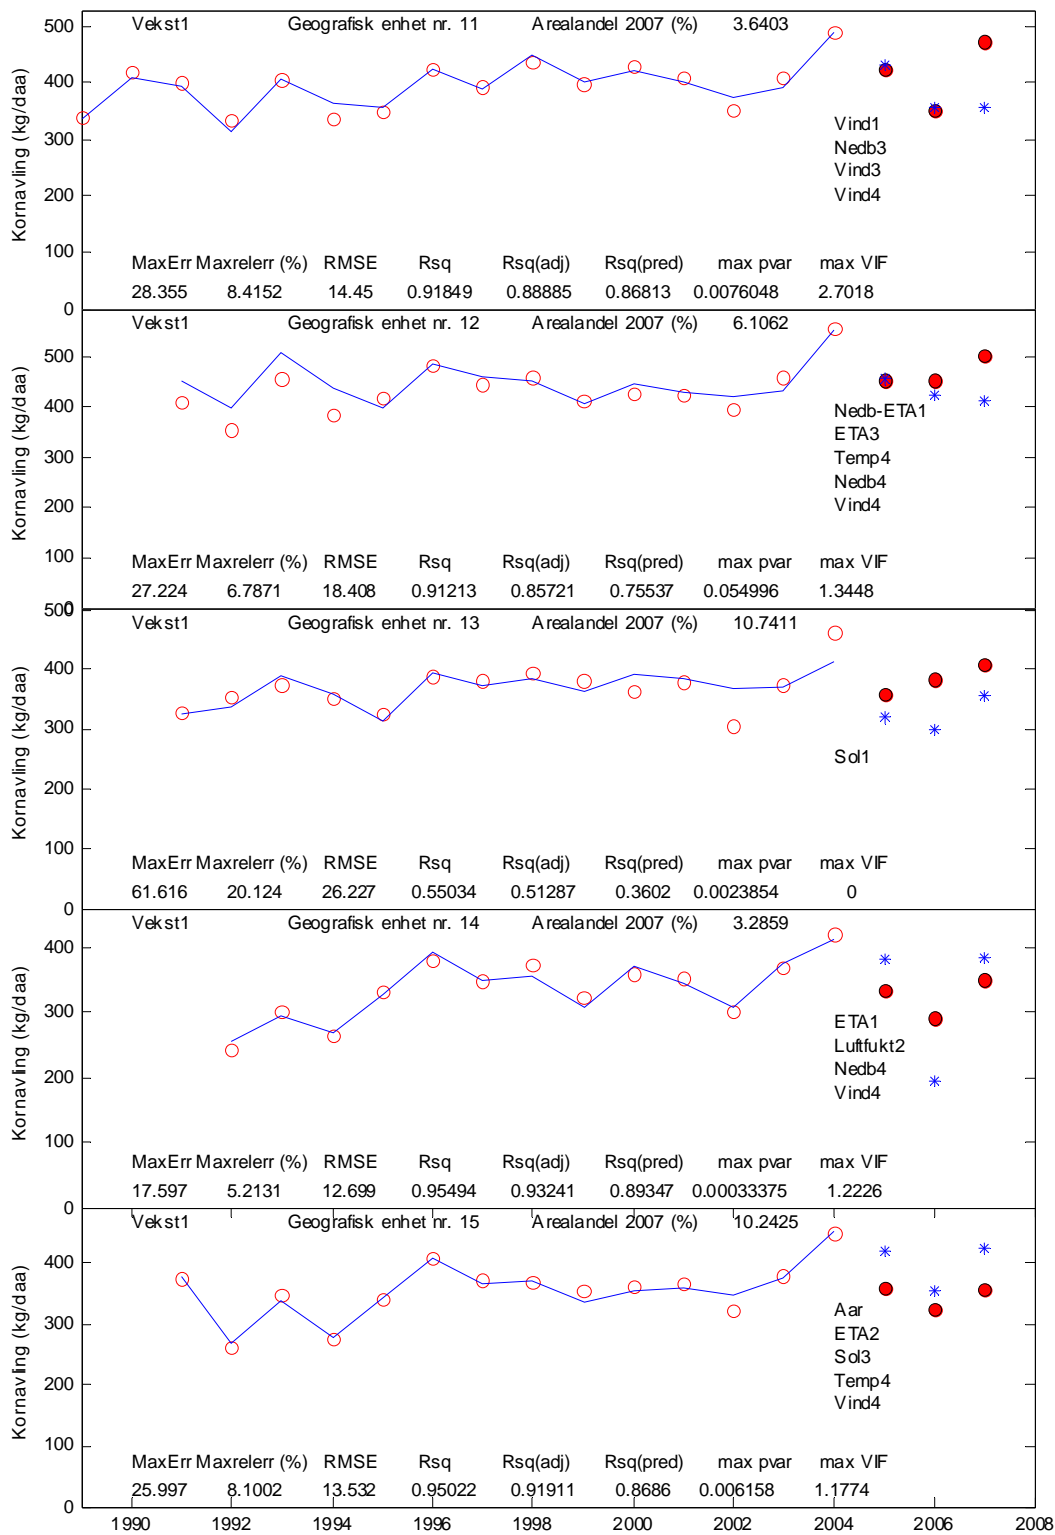 Vekst1 Geografisk enhet nr. 11 Arealandel 2007 (%) 3.6403
500
400
300
200
100
0
Kornavling (kg/daa)
Vind1
Nedb3
Vind3
Vind4
MaxErr Maxrelerr (%) RMSE Rsq Rsq(adj) Rsq(pred) max pvar max VIF
28.355 8.4152 14.45 0.91849 0.88885 0.86813 0.0076048 2.7018
Vekst1 Geografisk enhet nr. 12 Arealandel 2007 (%) 6.1062
500
400
300
200
100
0
Kornavling (kg/daa)
Nedb-ETA1
ETA3
Temp4
Nedb4
Vind4
MaxErr Maxrelerr (%) RMSE Rsq Rsq(adj) Rsq(pred) max pvar max VIF
27.224 6.7871 18.408 0.91213 0.85721 0.75537 0.054996 1.3448
Vekst1 Geografisk enhet nr. 13 Arealandel 2007 (%) 10.7411
500
400
300
200
100
0
Kornavling (kg/daa)
Sol1
MaxErr Maxrelerr (%) RMSE Rsq Rsq(adj) Rsq(pred) max pvar max VIF
61.616 20.124 26.227 0.55034 0.51287 0.3602 0.0023854 0
Vekst1 Geografisk enhet nr. 14 Arealandel 2007 (%) 3.2859
400
300
200
100
0
Kornavling (kg/daa)
ETA1
Luftfukt2
Nedb4
Vind4
MaxErr Maxrelerr (%) RMSE Rsq Rsq(adj) Rsq(pred) max pvar max VIF
17.597 5.2131 12.699 0.95494 0.93241 0.89347 0.00033375 1.2226
Vekst1 Geografisk enhet nr. 15 Arealandel 2007 (%) 10.2425
400
300
200
100
0
Kornavling (kg/daa)
Aar
ETA2
Sol3
Temp4
Vind4
MaxErr Maxrelerr (%) RMSE Rsq Rsq(adj) Rsq(pred) max pvar max VIF
25.997 8.1002 13.532 0.95022 0.91911 0.8686 0.006158 1.1774
1990 1992 1994 1996 1998 2000 2002 2004 2006 2008